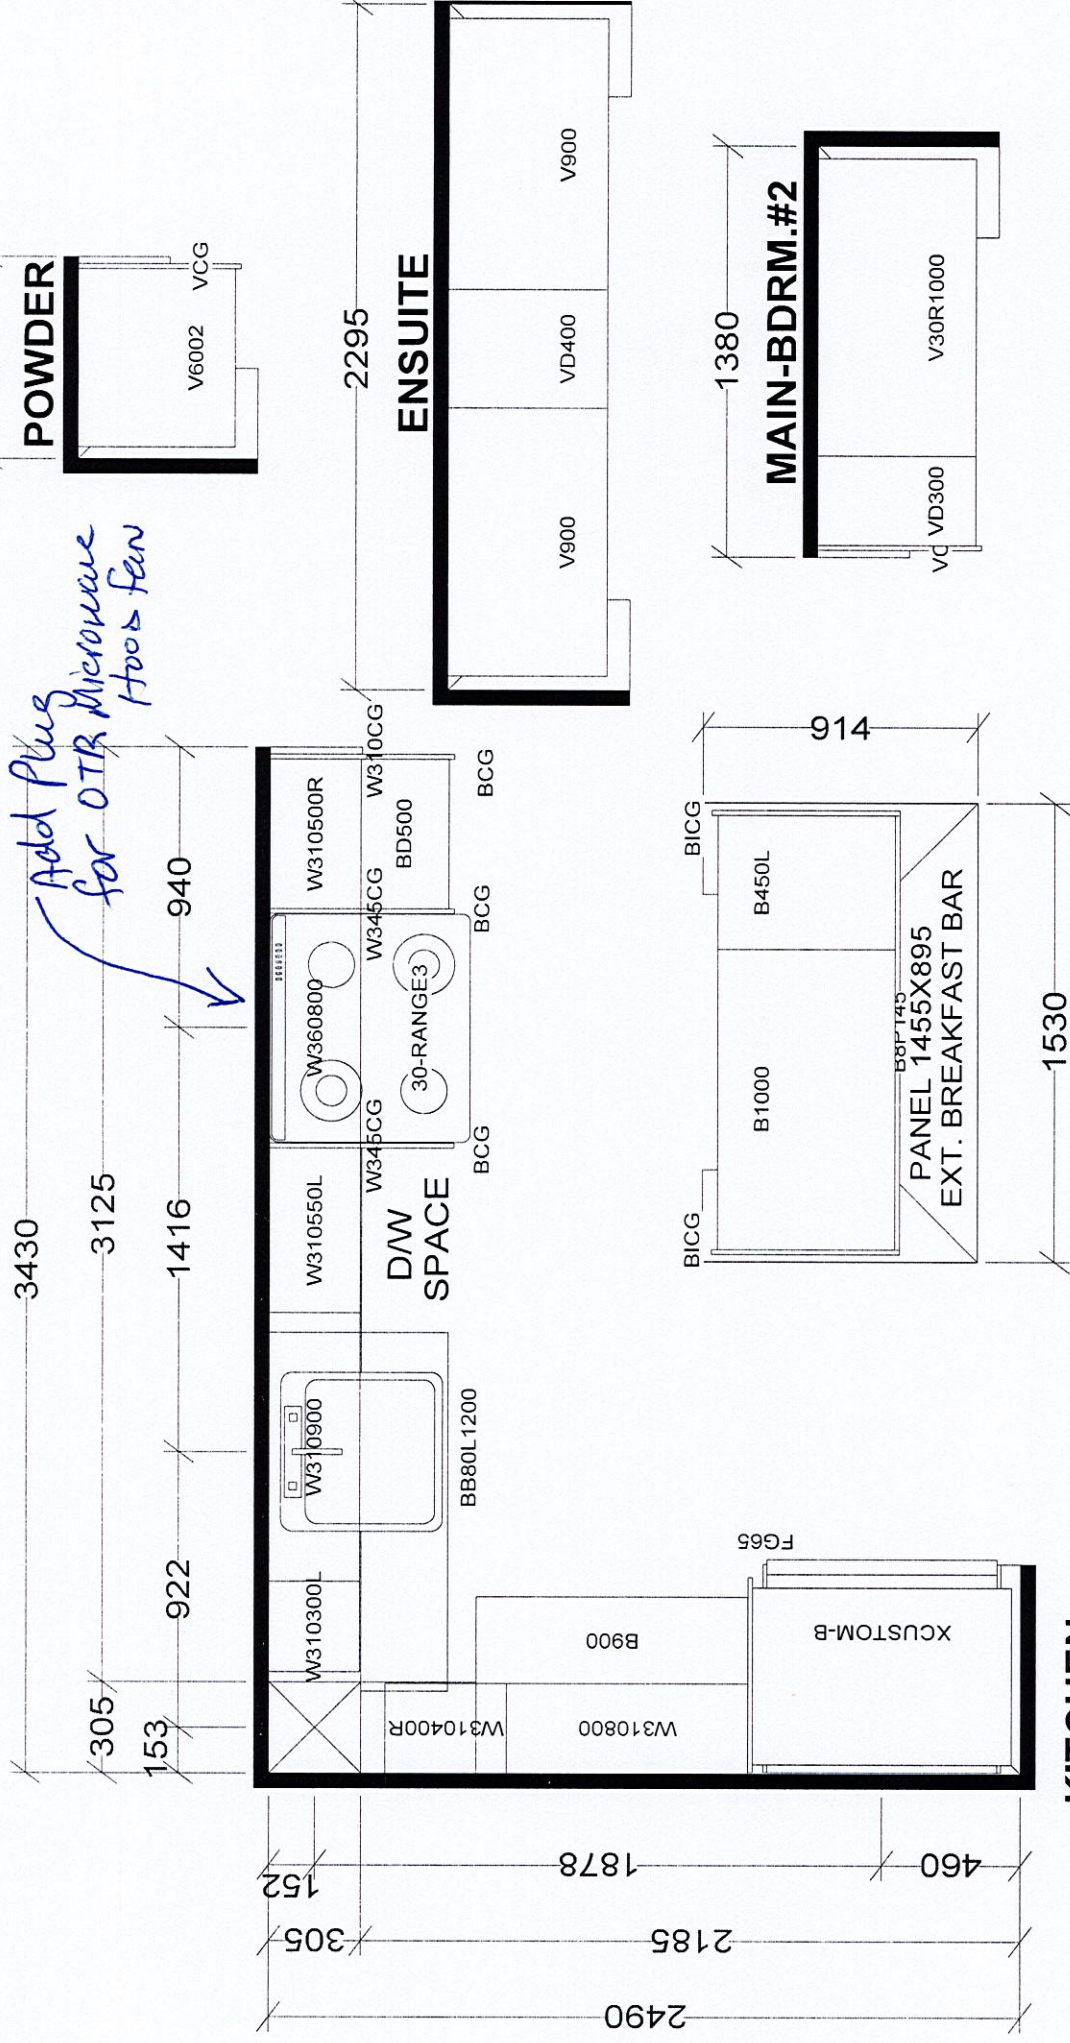 POWDER
V6002
VCG
Add Plug
for OTR Microwave
Hood fan
2295
ENSUITE
V900
VD400
V900
1380
MAIN-BDRM.#2
VD300
V30R1000
3430
305
3125
153
922
1416
940
W310300L
W310900
W310550L
W360800
W310500R
W345CG
W345CG
W310CG
30-RANGE3
BD500
BCG
BCG
BCG
D/W
SPACE
BB80L1200
W310400R
W310800
B900
XCUSTOM-B
FG65
152
1878
460
305
2185
2490
BICG
BICG
B1000
B450L
PANEL 1455X895
EXT. BREAKFAST BAR
914
1530
KITCHEN